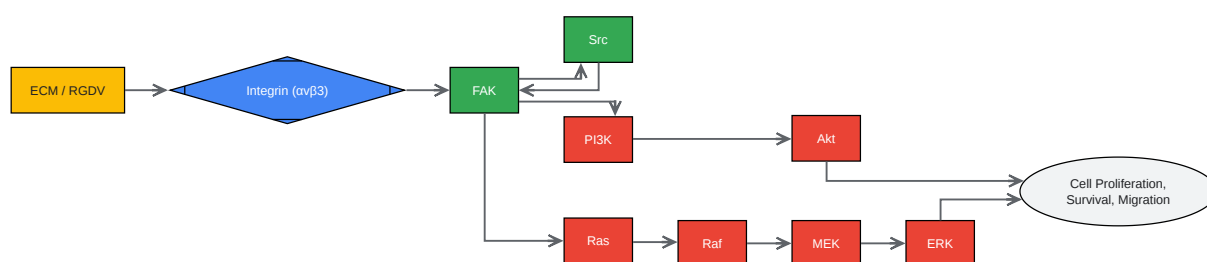 Src
ECM / RGDV
Integrin (αvβ3)
FAK
PI3K
Akt
Cell Proliferation,
Survival, Migration
Ras
Raf
MEK
ERK